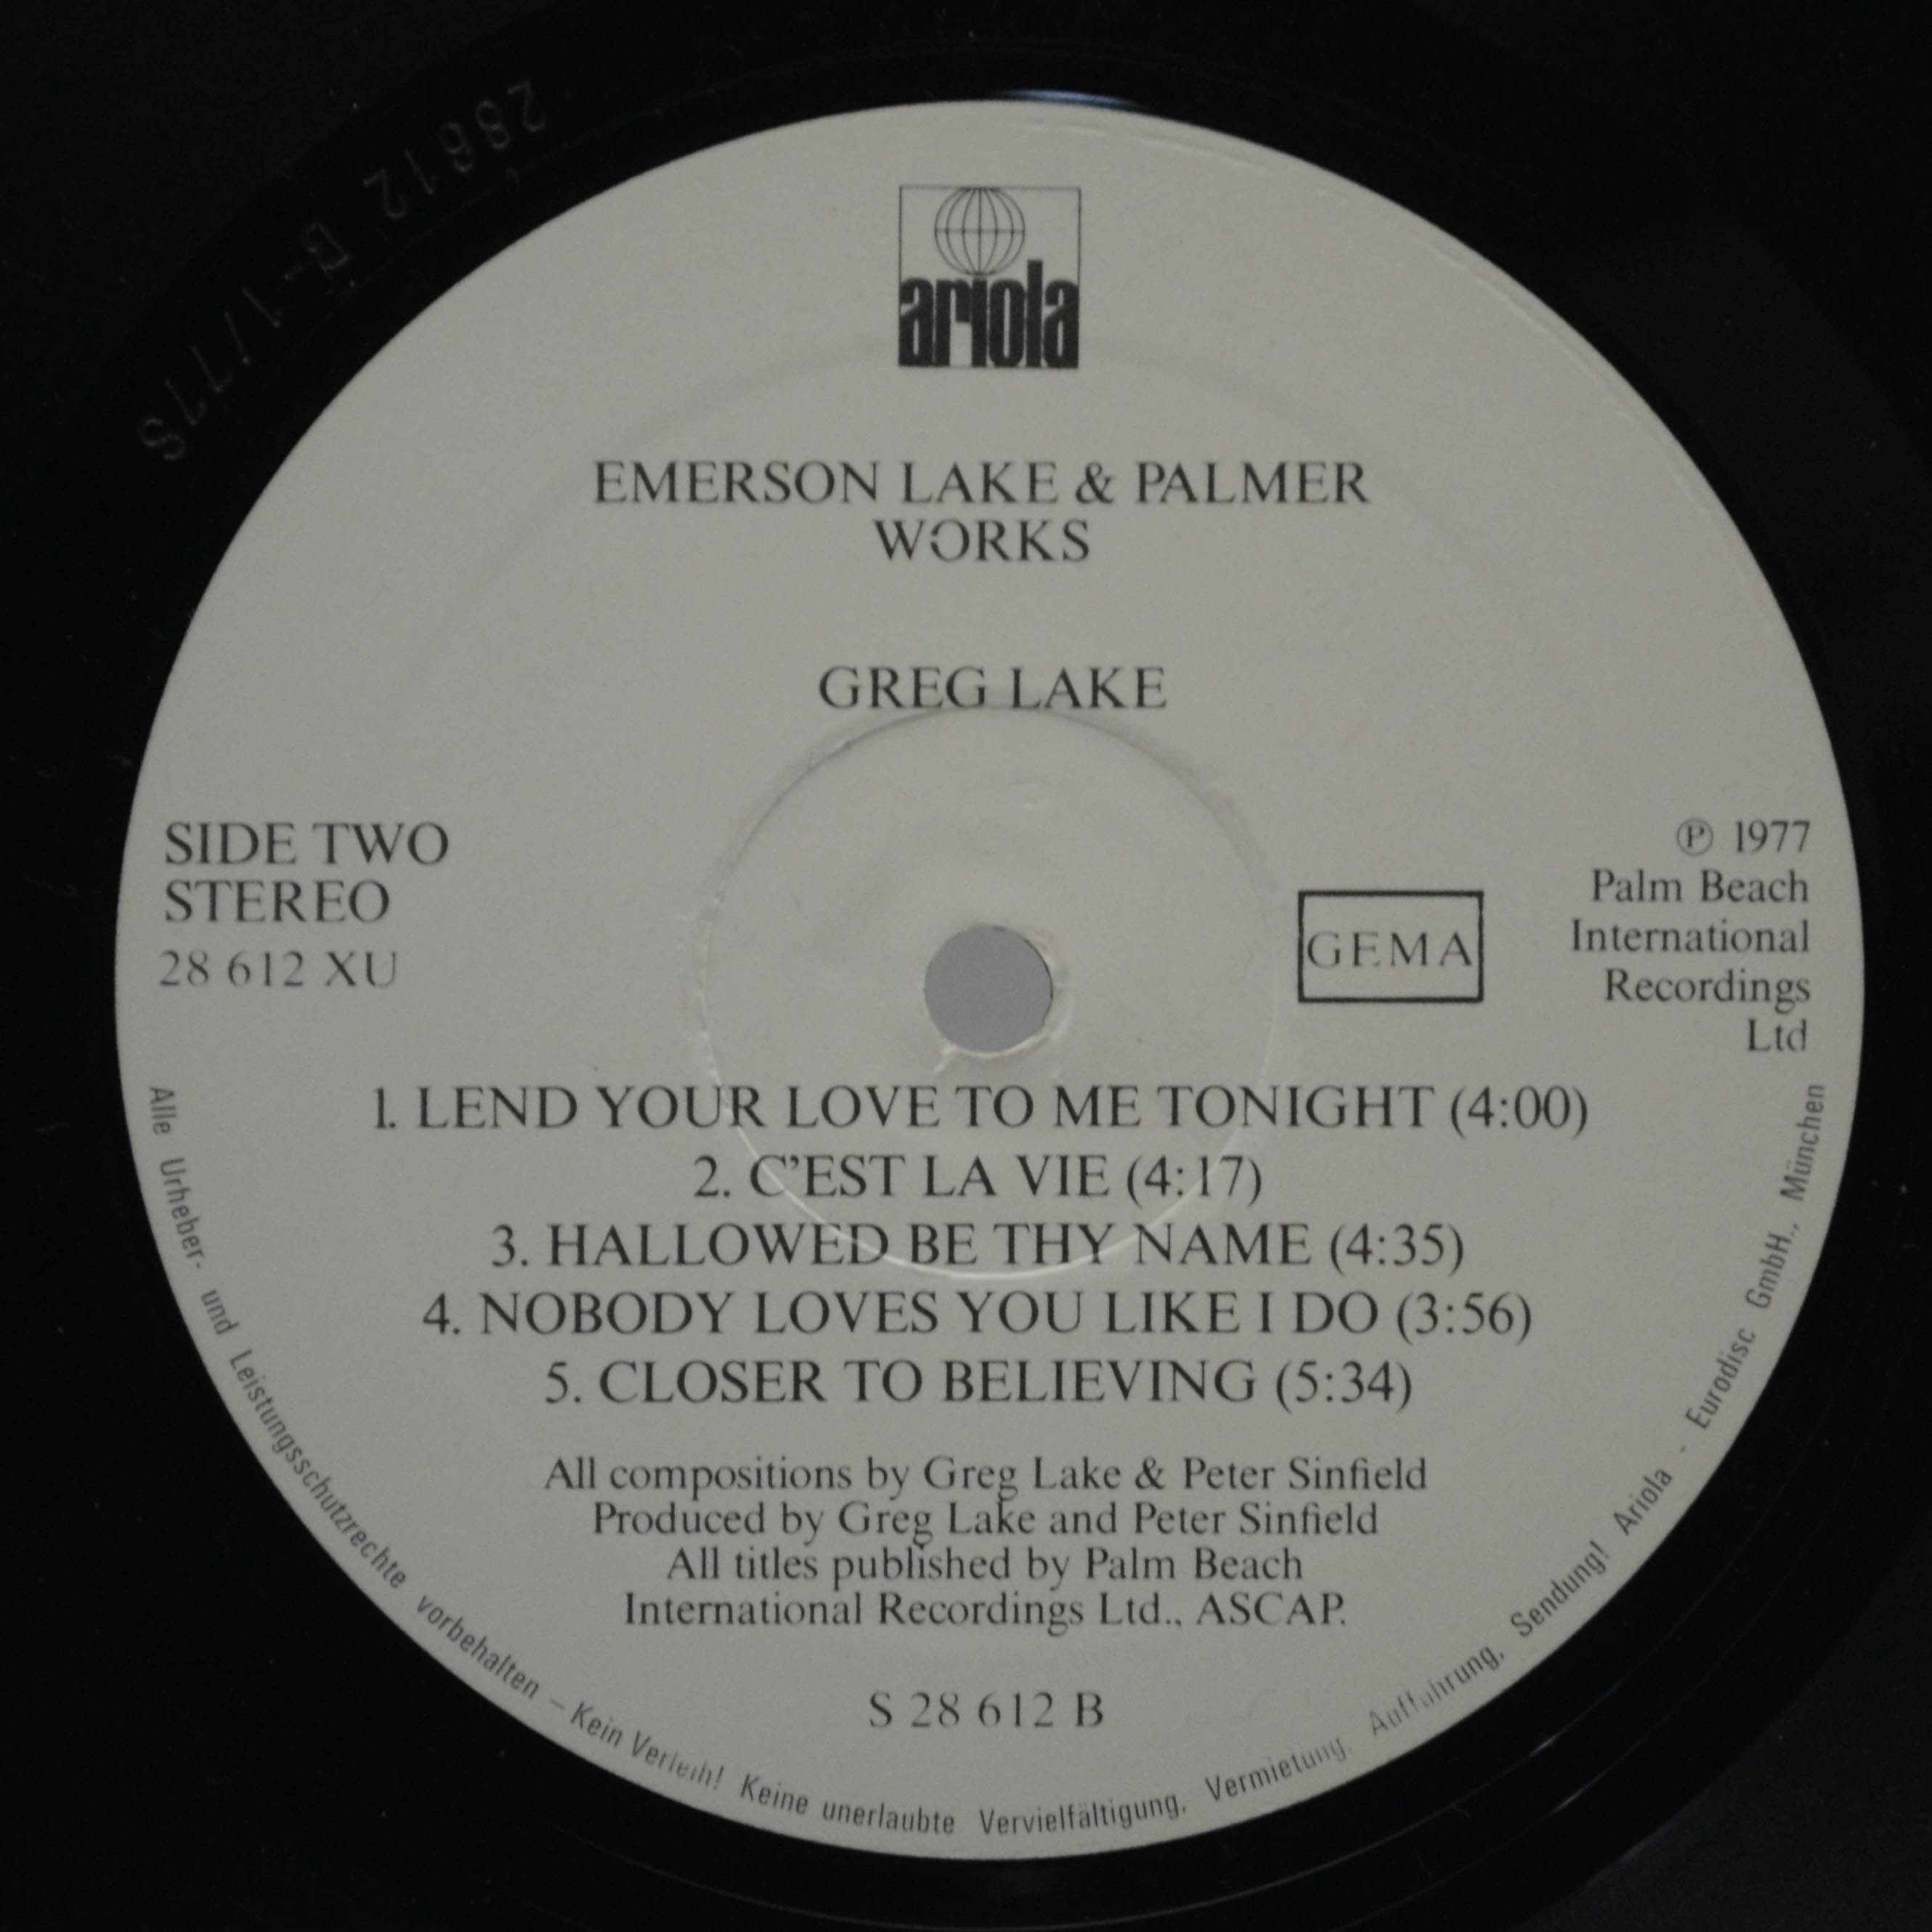 28612 B-1/77S
ariola
EMERSON LAKE & PALMER
WORKS
GREG LAKE
SIDE TWO
STEREO
28 612 XU
GEMA
℗ 1977
Palm Beach
International
Recordings
Ltd
1. LEND YOUR LOVE TO ME TONIGHT (4:00)
2. C'EST LA VIE (4:17)
3. HALLOWED BE THY NAME (4:35)
4. NOBODY LOVES YOU LIKE I DO (3:56)
5. CLOSER TO BELIEVING (5:34)
All compositions by Greg Lake & Peter Sinfield
Produced by Greg Lake and Peter Sinfield
All titles published by Palm Beach
International Recordings Ltd., ASCAP.
S 28 612 B
Alle Urheber- und Leistungsschutzrechte vorbehalten – Kein Verleih! Keine unerlaubte Vervielfältigung, Vermietung, Aufführung, Sendung! Ariola - Eurodisc GmbH., München